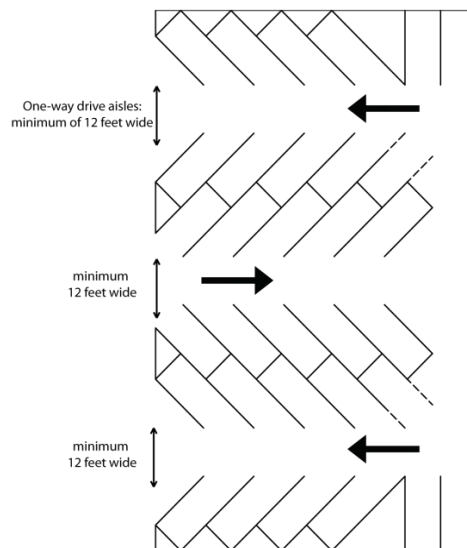 One-way drive aisles:
minimum of 12 feet wide
minimum
12 feet wide
minimum
12 feet wide